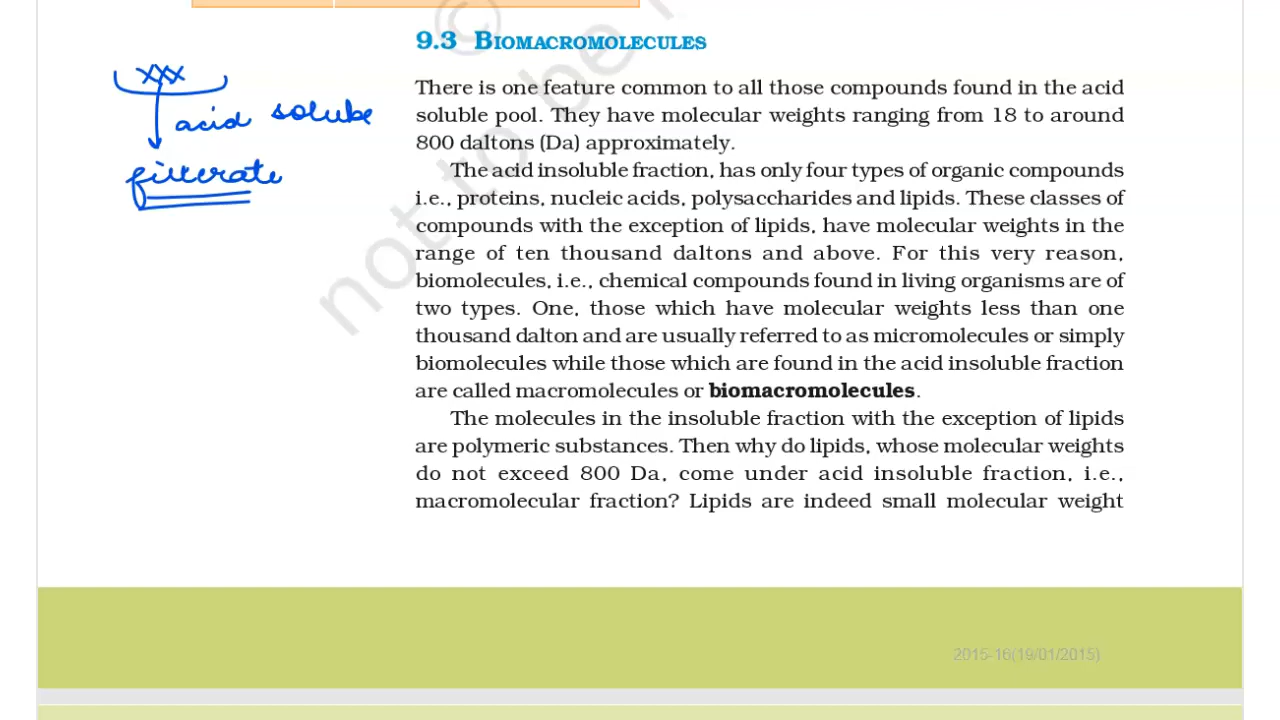 9.3 BIOMACROMOLECULES
acid soluble
filterate
There is one feature common to all those compounds found in the acid
soluble pool. They have molecular weights ranging from 18 to around
800 daltons (Da) approximately.
The acid insoluble fraction, has only four types of organic compounds
i.e., proteins, nucleic acids, polysaccharides and lipids. These classes of
compounds with the exception of lipids, have molecular weights in the
range of ten thousand daltons and above. For this very reason,
biomolecules, i.e., chemical compounds found in living organisms are of
two types. One, those which have molecular weights less than one
thousand dalton and are usually referred to as micromolecules or simply
biomolecules while those which are found in the acid insoluble fraction
are called macromolecules or biomacromolecules.
The molecules in the insoluble fraction with the exception of lipids
are polymeric substances. Then why do lipids, whose molecular weights
do not exceed 800 Da, come under acid insoluble fraction, i.e.,
macromolecular fraction? Lipids are indeed small molecular weight
©
not to be
2015-16(19/01/2015)